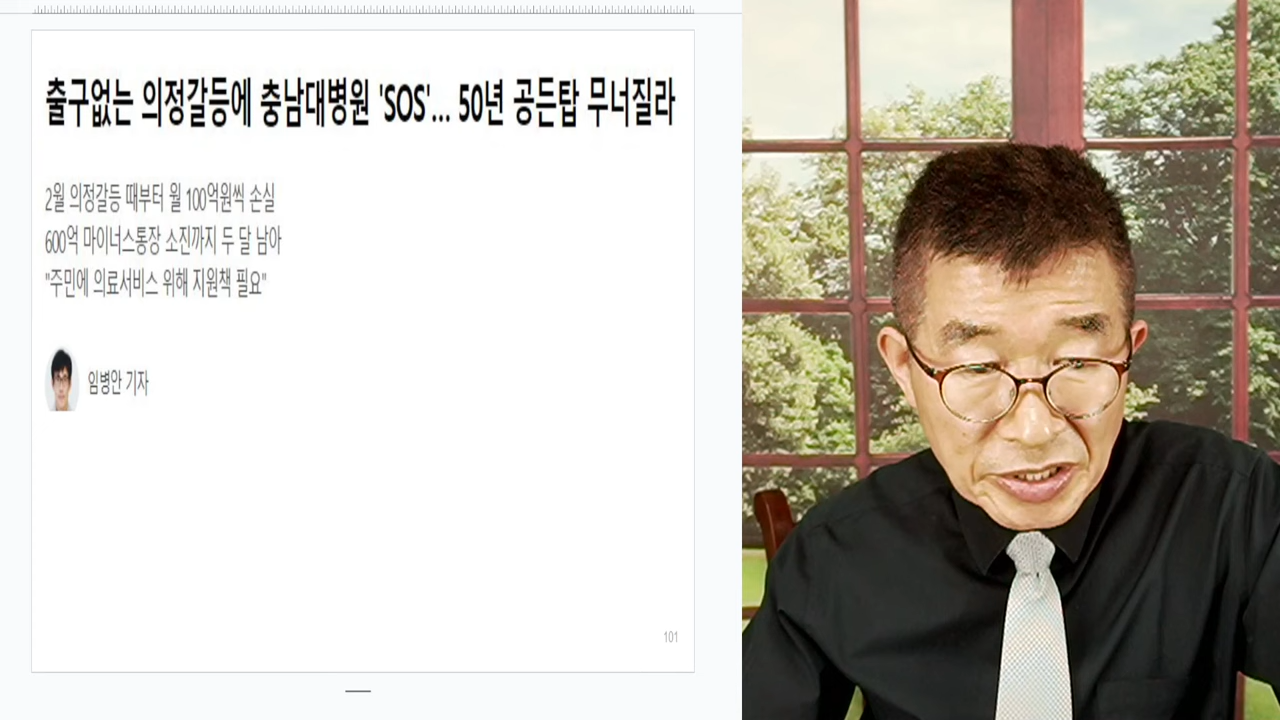 출구없는 의정갈등에 충남대병원 'SOS'... 50년 공든탑 무너질라
2월 의정갈등 때부터 월 100억원씩 손실
600억 마이너스통장 소진까지 두 달 남아
"주민에 의료서비스 위해 지원책 필요"
임병안 기자
101